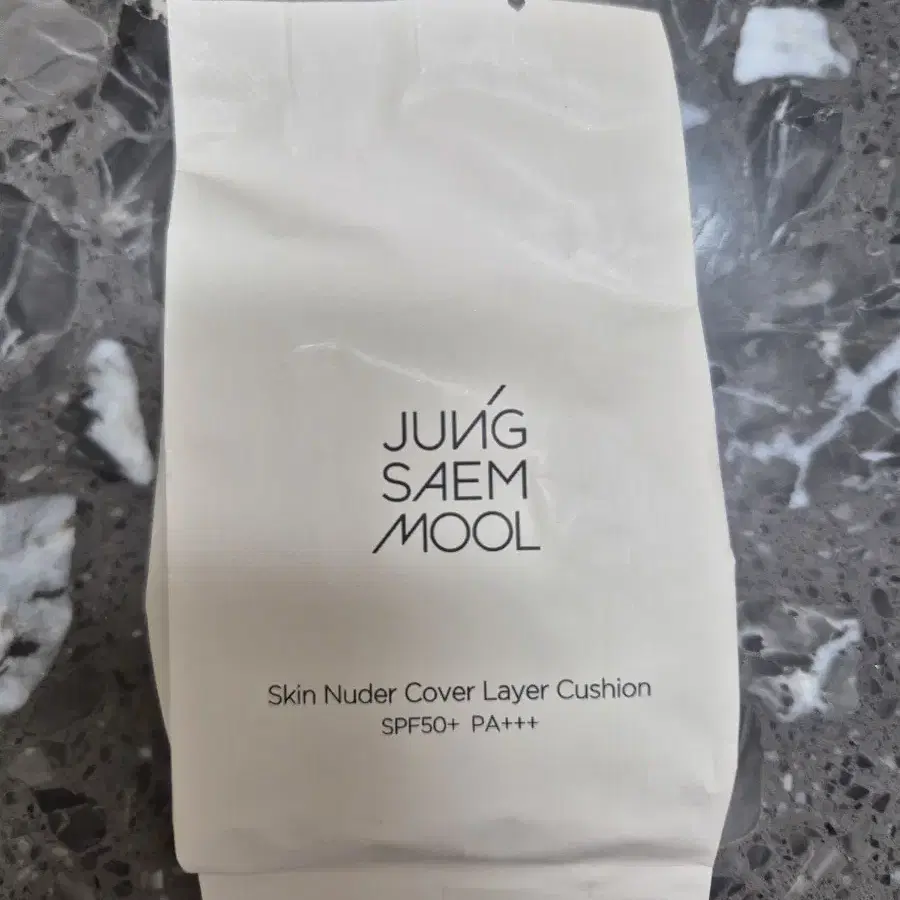 JUNG
SAEM
MOOL
Skin Nuder Cover Layer Cushion
SPF50+ PA+++